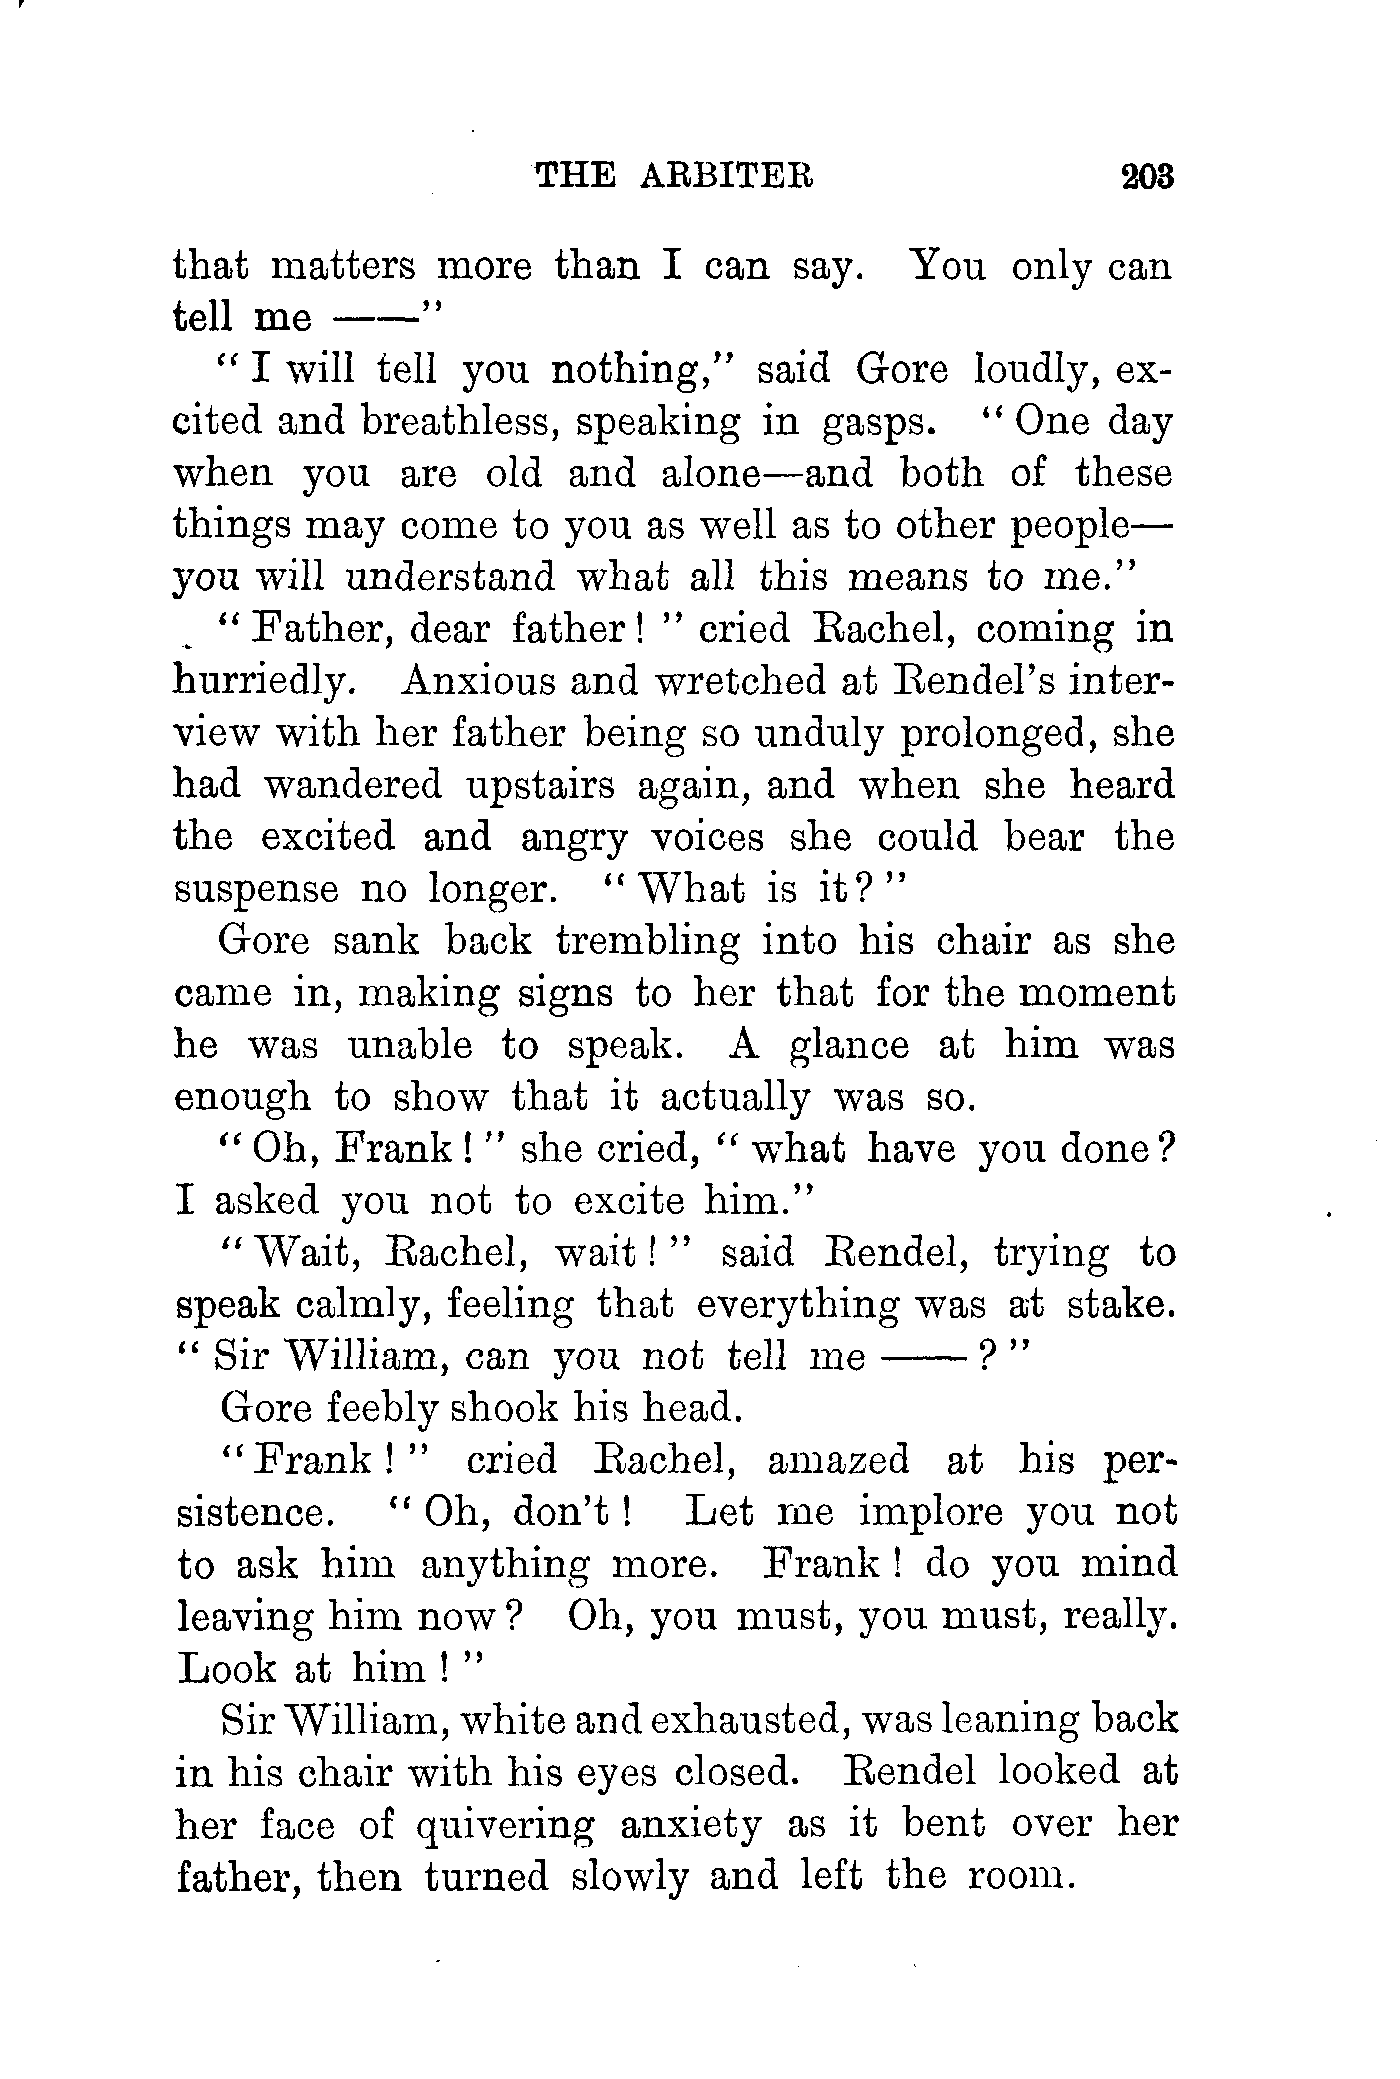 THE ARBITER 203
that matters more than I can say. You only can
tell me ——"
"I will tell you nothing," said Gore loudly, ex-
cited and breathless, speaking in gasps. "One day
when you are old and alone—and both of these
things may come to you as well as to other people—
you will understand what all this means to me."
"Father, dear father!" cried Rachel, coming in
hurriedly. Anxious and wretched at Rendel's inter-
view with her father being so unduly prolonged, she
had wandered upstairs again, and when she heard
the excited and angry voices she could bear the
suspense no longer. "What is it?"
Gore sank back trembling into his chair as she
came in, making signs to her that for the moment
he was unable to speak. A glance at him was
enough to show that it actually was so.
"Oh, Frank!" she cried, "what have you done?
I asked you not to excite him."
"Wait, Rachel, wait!" said Rendel, trying to
speak calmly, feeling that everything was at stake.
"Sir William, can you not tell me ——?"
Gore feebly shook his head.
"Frank!" cried Rachel, amazed at his per-
sistence. "Oh, don't! Let me implore you not
to ask him anything more. Frank! do you mind
leaving him now? Oh, you must, you must, really.
Look at him!"
Sir William, white and exhausted, was leaning back
in his chair with his eyes closed. Rendel looked at
her face of quivering anxiety as it bent over her
father, then turned slowly and left the room.